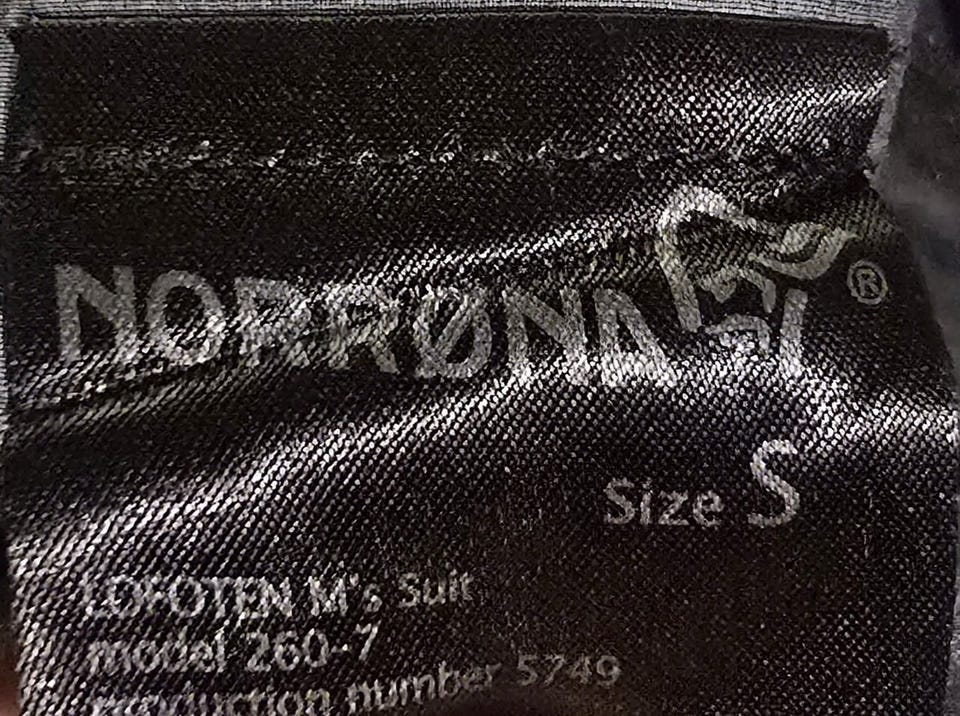 NORRØNA ®
Size S
LOFOTEN M's Suit
model 260-7
production number 5749